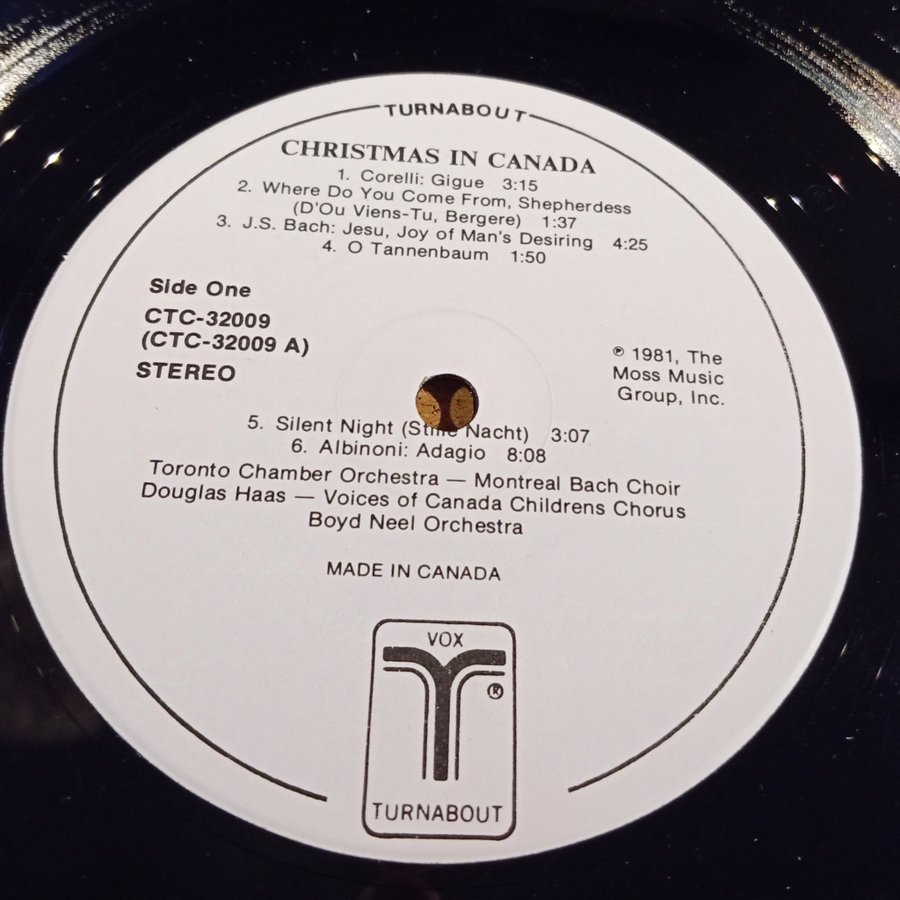 TURNABOUT
CHRISTMAS IN CANADA
1. Corelli: Gigue 3:15
2. Where Do You Come From, Shepherdess
(D'Ou Viens-Tu, Bergere) 1:37
3. J.S. Bach: Jesu, Joy of Man's Desiring 4:25
4. O Tannenbaum 1:50
Side One
CTC-32009
(CTC-32009 A)
STEREO
℗ 1981, The
Moss Music
Group, Inc.
5. Silent Night (Stille Nacht) 3:07
6. Albinoni: Adagio 8:08
Toronto Chamber Orchestra — Montreal Bach Choir
Douglas Haas — Voices of Canada Childrens Chorus
Boyd Neel Orchestra
MADE IN CANADA
VOX
®
TURNABOUT